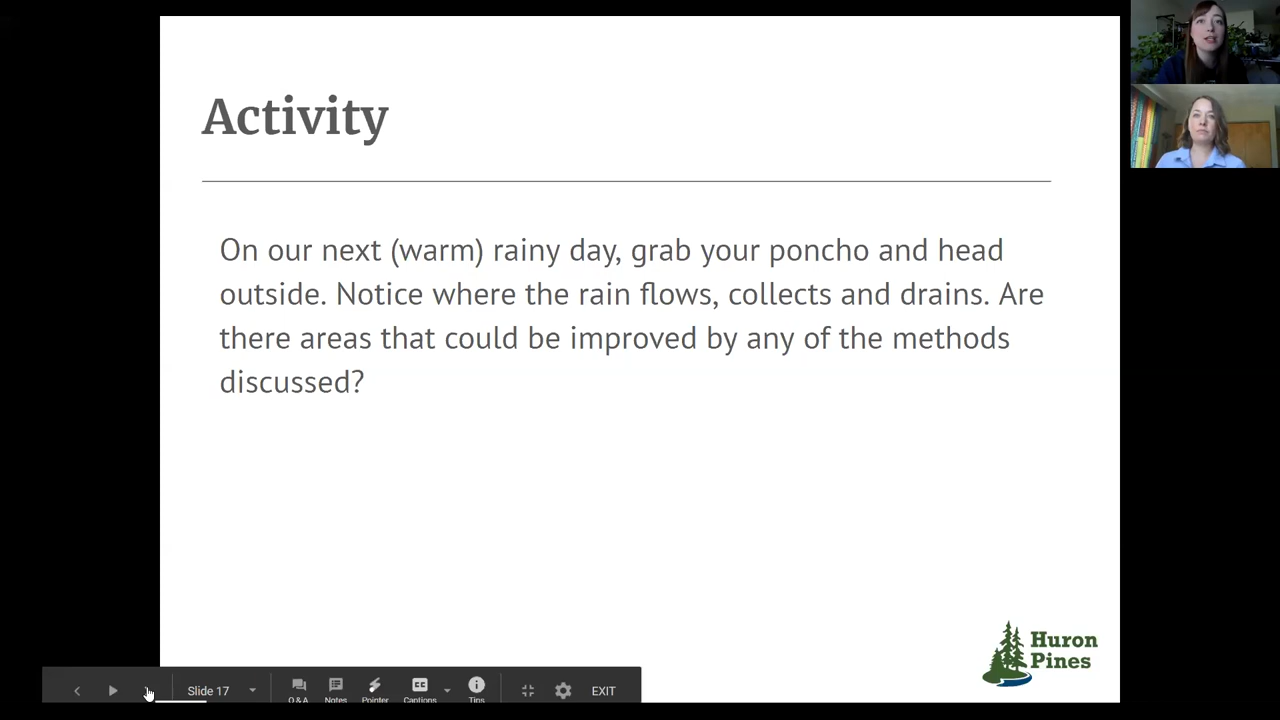 Activity
On our next (warm) rainy day, grab your poncho and head
outside. Notice where the rain flows, collects and drains. Are
there areas that could be improved by any of the methods
discussed?
Huron
Pines
Slide 17
Q & A
Notes
Pointer
CC
Captions
Tips
EXIT